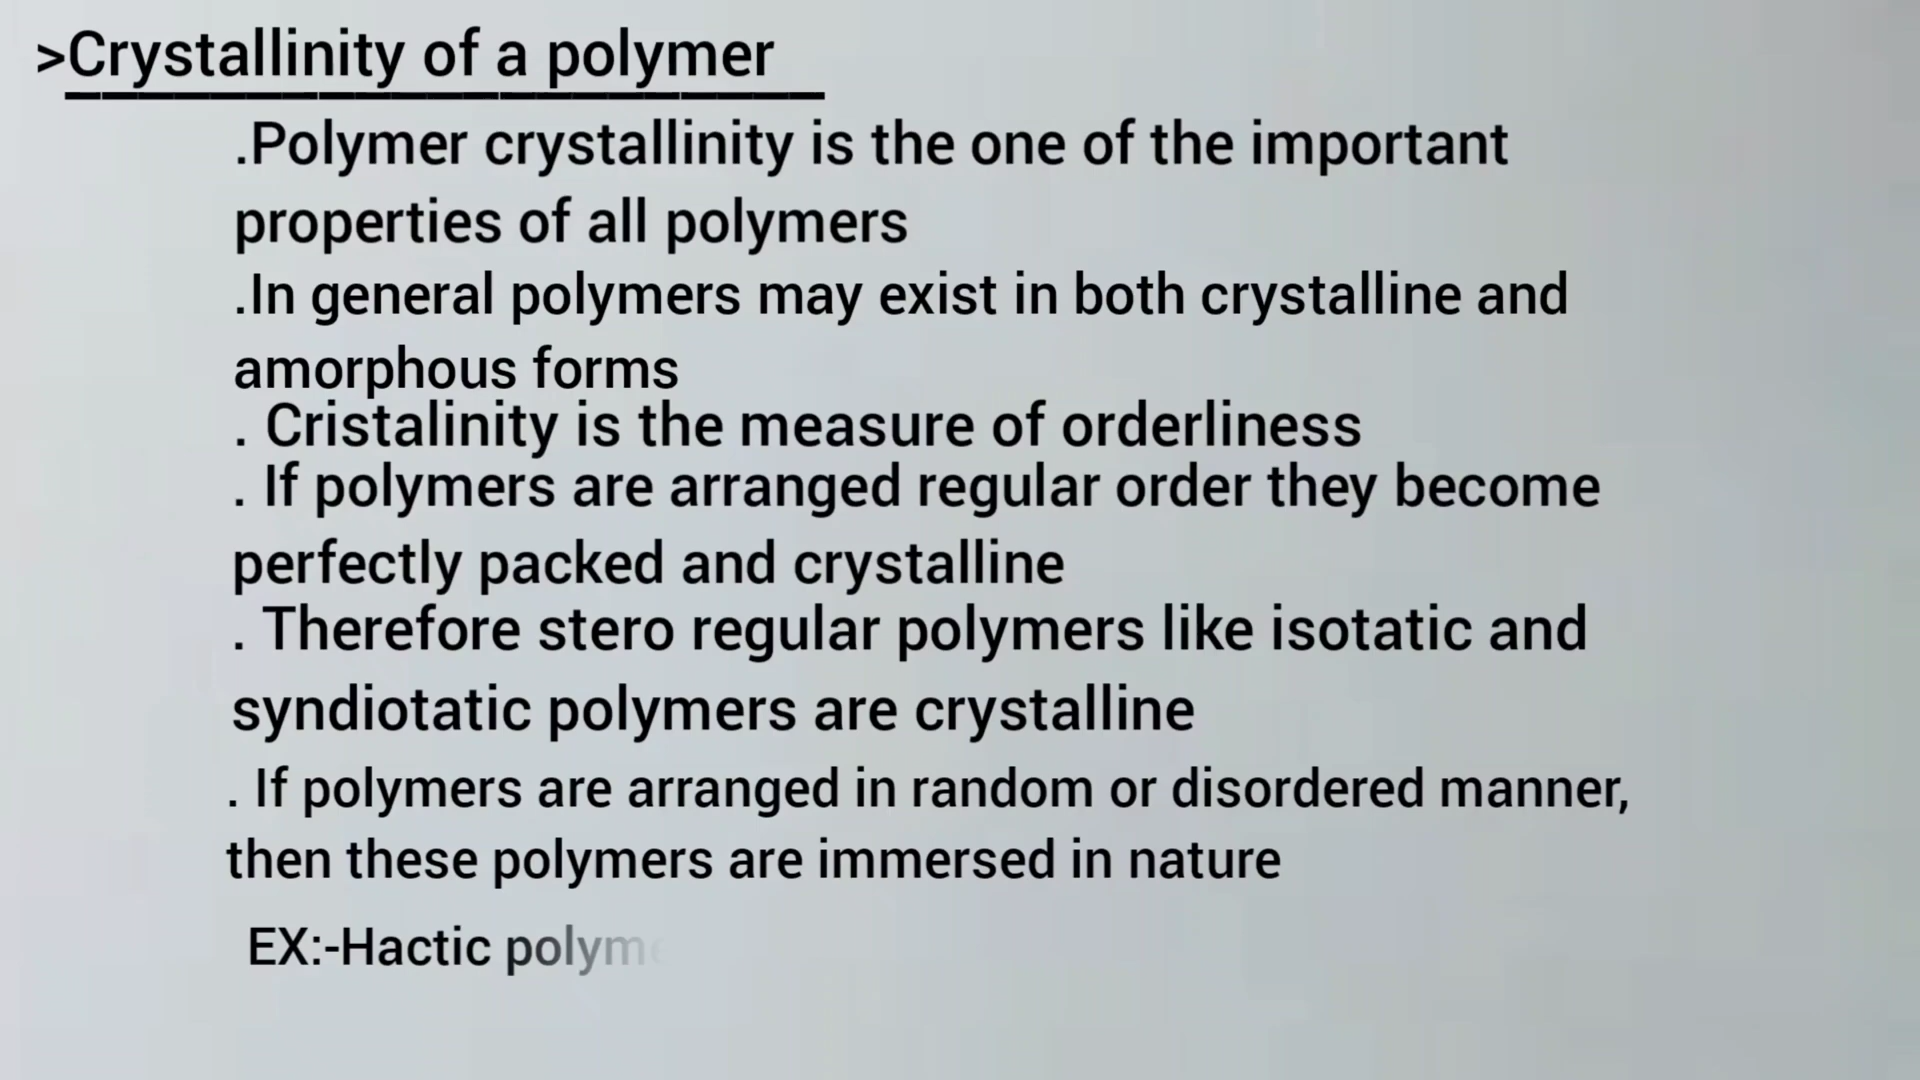 >Crystallinity of a polymer
.Polymer crystallinity is the one of the important
properties of all polymers
.In general polymers may exist in both crystalline and
amorphous forms
. Cristalinity is the measure of orderliness
. If polymers are arranged regular order they become
perfectly packed and crystalline
. Therefore stero regular polymers like isotatic and
syndiotatic polymers are crystalline
. If polymers are arranged in random or disordered manner,
then these polymers are immersed in nature
EX:-Hactic polyme